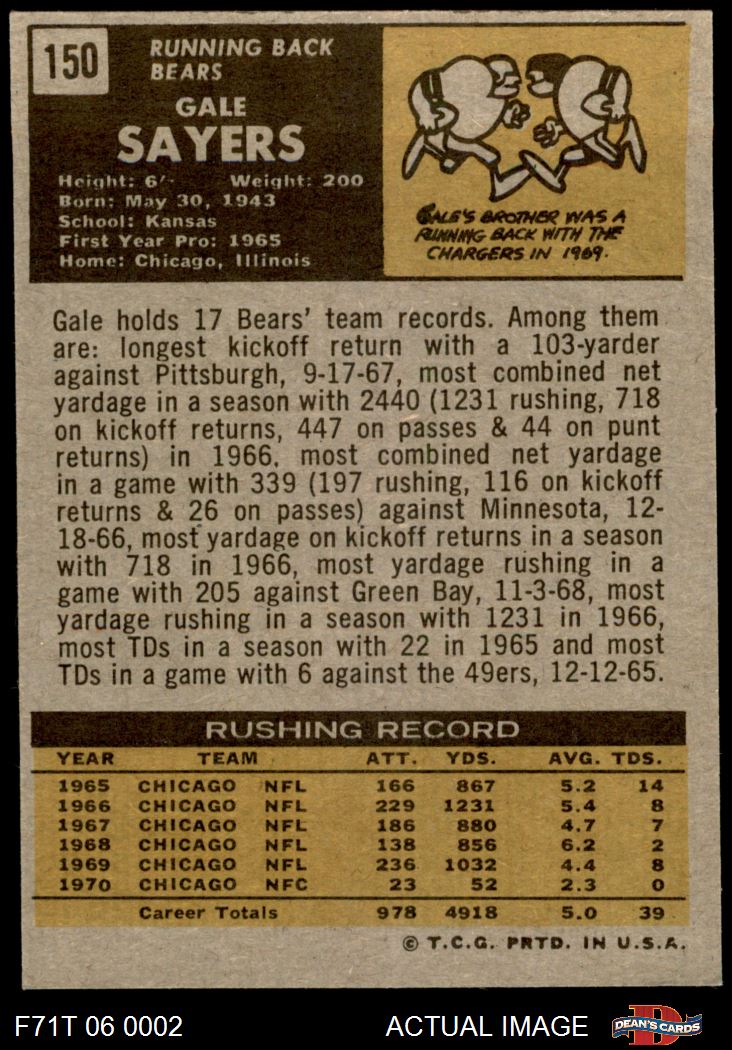 150
RUNNING BACK
BEARS
GALE
SAYERS
Height: 6'- Weight: 200
Born: May 30, 1943
School: Kansas
First Year Pro: 1965
Home: Chicago, Illinois
GALE'S BROTHER WAS A
RUNNING BACK WITH THE
CHARGERS IN 1969.
Gale holds 17 Bears' team records. Among them
are: longest kickoff return with a 103-yarder
against Pittsburgh, 9-17-67, most combined net
yardage in a season with 2440 (1231 rushing, 718
on kickoff returns, 447 on passes & 44 on punt
returns) in 1966, most combined net yardage
in a game with 339 (197 rushing, 116 on kickoff
returns & 26 on passes) against Minnesota, 12-
18-66, most yardage on kickoff returns in a season
with 718 in 1966, most yardage rushing in a
game with 205 against Green Bay, 11-3-68, most
yardage rushing in a season with 1231 in 1966,
most TDs in a season with 22 in 1965 and most
TDs in a game with 6 against the 49ers, 12-12-65.
RUSHING RECORD
YEAR TEAM ATT. YDS. AVG. TDS.
1965 CHICAGO NFL 166 867 5.2 14
1966 CHICAGO NFL 229 1231 5.4 8
1967 CHICAGO NFL 186 880 4.7 7
1968 CHICAGO NFL 138 856 6.2 2
1969 CHICAGO NFL 236 1032 4.4 8
1970 CHICAGO NFC 23 52 2.3 0
Career Totals 978 4918 5.0 39
© T.C.G. PRTD. IN U.S.A.
F71T 06 0002 ACTUAL IMAGE
D
DEAN'S CARDS